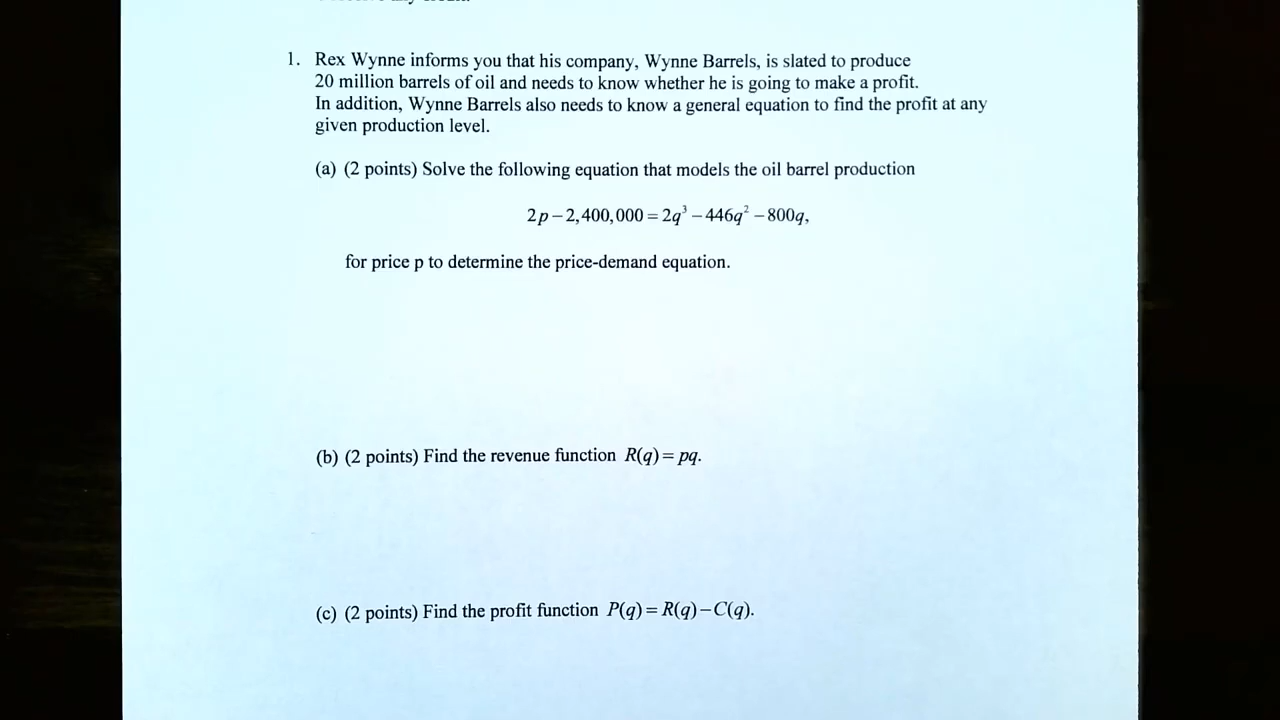 1. Rex Wynne informs you that his company, Wynne Barrels, is slated to produce
20 million barrels of oil and needs to know whether he is going to make a profit.
In addition, Wynne Barrels also needs to know a general equation to find the profit at any
given production level.
(a) (2 points) Solve the following equation that models the oil barrel production
2p – 2,400,000 = 2q³ – 446q² – 800q,
for price p to determine the price-demand equation.
(b) (2 points) Find the revenue function R(q) = pq.
(c) (2 points) Find the profit function P(q) = R(q) – C(q).